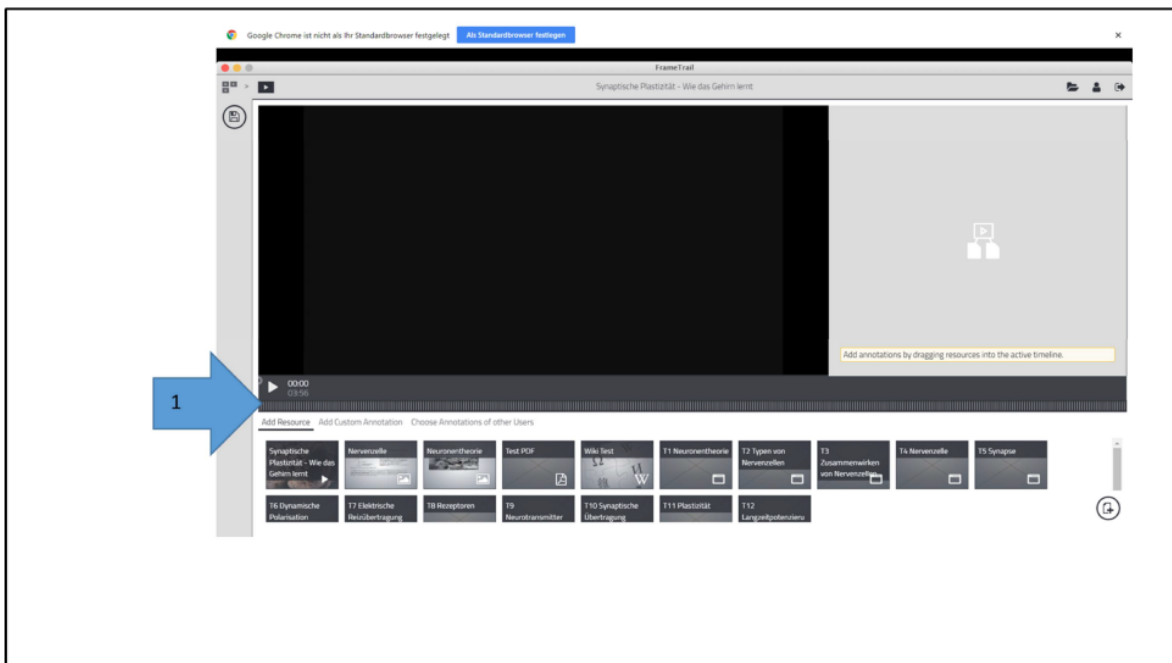 Google Chrome ist nicht als Ihr Standardbrowser festgelegt
Als Standardbrowser festlegen
FrameTrail
Synaptische Plastizität - Wie das Gehirn lernt
Add annotations by dragging resources into the active timeline.
1
00:00
03:56
Add Resource
Add Custom Annotation
Choose Annotations of other Users
Synaptische
Plastizität - Wie das
Gehirn lernt
Nervenzelle
Neuronentheorie
Test PDF
Wiki Test
W
T1 Neuronentheorie
T2 Typen von
Nervenzellen
T3
Zusammenwirken
von Nervenzellen
T4 Nervenzelle
T5 Synapse
T6 Dynamische
Polarisation
T7 Elektrische
Reizübertragung
T8 Rezeptoren
T9
Neurotransmitter
T10 Synaptische
Übertragung
T11 Plastizität
T12
Langzeitpotenzieru